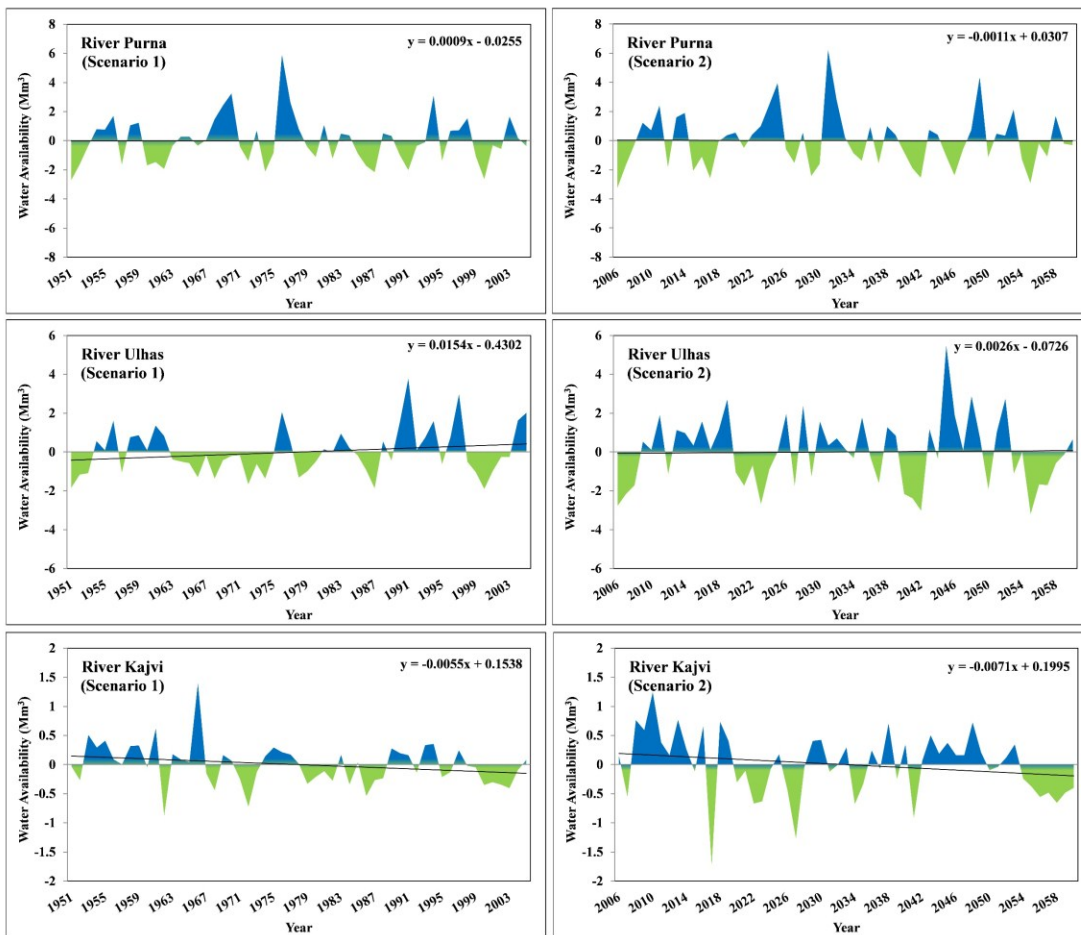 River Purna
(Scenario 1)
y = 0.0009x - 0.0255
Water Availability (Mm³)
8
6
4
2
0
-2
-4
-6
-8
1951 1955 1959 1963 1967 1971 1975 1979 1983 1987 1991 1995 1999 2003
Year
River Purna
(Scenario 2)
y = -0.0011x + 0.0307
Water Availability (Mm³)
8
6
4
2
0
-2
-4
-6
-8
2006 2010 2014 2018 2022 2026 2030 2034 2038 2042 2046 2050 2054 2058
Year
River Ulhas
(Scenario 1)
y = 0.0154x - 0.4302
Water Availability (Mm³)
6
4
2
0
-2
-4
-6
1951 1955 1959 1963 1967 1971 1975 1979 1983 1987 1991 1995 1999 2003
Year
River Ulhas
(Scenario 2)
y = 0.0026x - 0.0726
Water Availability (Mm³)
6
4
2
0
-2
-4
-6
2006 2010 2014 2018 2022 2026 2030 2034 2038 2042 2046 2050 2054 2058
Year
River Kajvi
(Scenario 1)
y = -0.0055x + 0.1538
Water Availability (Mm³)
2
1.5
1
0.5
0
-0.5
-1
-1.5
-2
1951 1955 1959 1963 1967 1971 1975 1979 1983 1987 1991 1995 1999 2003
Year
River Kajvi
(Scenario 2)
y = -0.0071x + 0.1995
Water Availability (Mm³)
2
1.5
1
0.5
0
-0.5
-1
-1.5
-2
2006 2010 2014 2018 2022 2026 2030 2034 2038 2042 2046 2050 2054 2058
Year